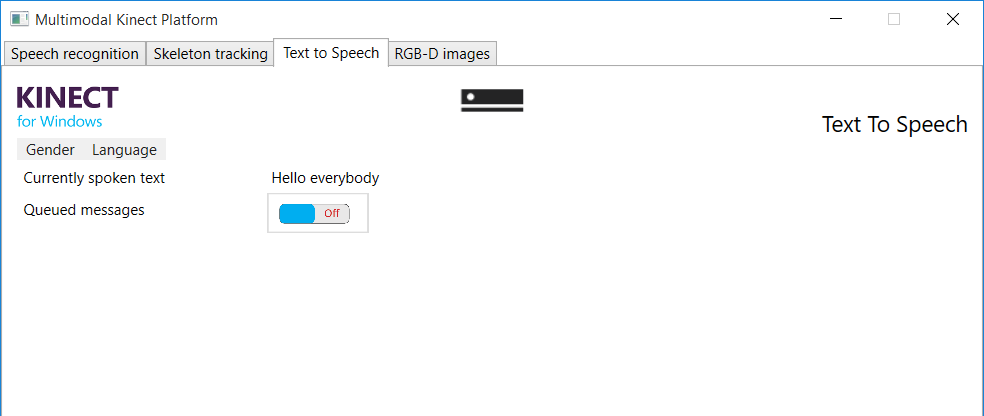 Multimodal Kinect Platform
Speech recognition Skeleton tracking Text to Speech RGB-D images
KINECT
for Windows
Text To Speech
Gender Language
Currently spoken text Hello everybody
Queued messages Off